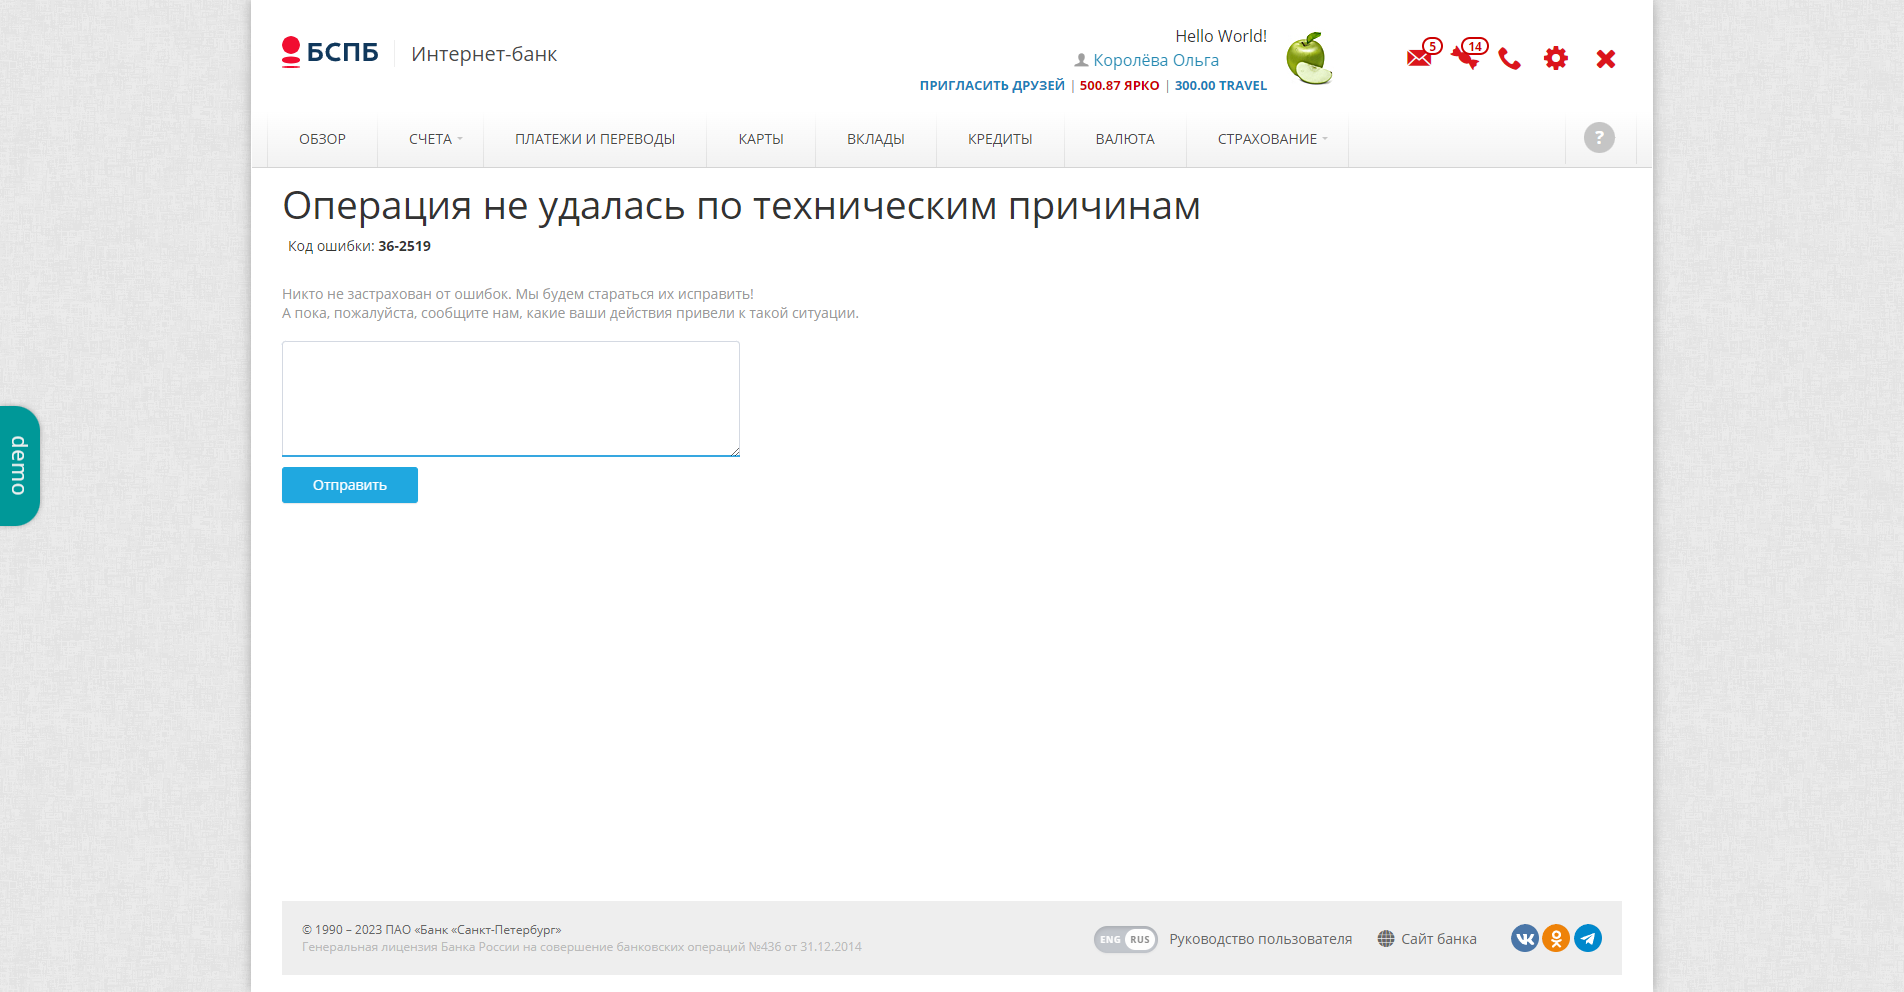 БСПБ
Интернет-банк
Hello World!
Королёва Ольга
ПРИГЛАСИТЬ ДРУЗЕЙ | 500.87 ЯРКО | 300.00 TRAVEL
5
14
ОБЗОР
СЧЕТА
ПЛАТЕЖИ И ПЕРЕВОДЫ
КАРТЫ
ВКЛАДЫ
КРЕДИТЫ
ВАЛЮТА
СТРАХОВАНИЕ
?
Операция не удалась по техническим причинам
Код ошибки: 36-2519
Никто не застрахован от ошибок. Мы будем стараться их исправить!
А пока, пожалуйста, сообщите нам, какие ваши действия привели к такой ситуации.
demo
Отправить
© 1990 – 2023 ПАО «Банк «Санкт-Петербург»
Генеральная лицензия Банка России на совершение банковских операций №436 от 31.12.2014
ENG RUS
Руководство пользователя
Сайт банка